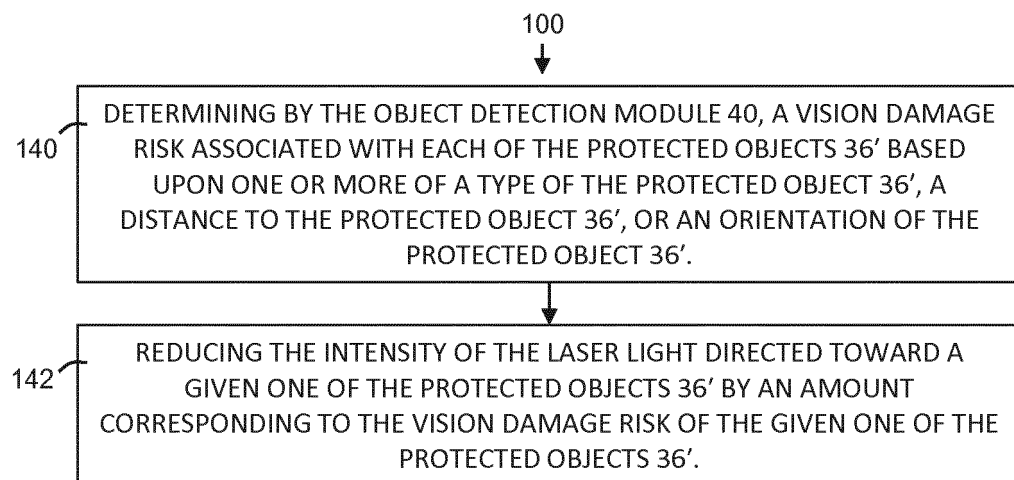 100
140
DETERMINING BY THE OBJECT DETECTION MODULE 40, A VISION DAMAGE
RISK ASSOCIATED WITH EACH OF THE PROTECTED OBJECTS 36′ BASED
UPON ONE OR MORE OF A TYPE OF THE PROTECTED OBJECT 36′, A
DISTANCE TO THE PROTECTED OBJECT 36′, OR AN ORIENTATION OF THE
PROTECTED OBJECT 36′.
142
REDUCING THE INTENSITY OF THE LASER LIGHT DIRECTED TOWARD A
GIVEN ONE OF THE PROTECTED OBJECTS 36′ BY AN AMOUNT
CORRESPONDING TO THE VISION DAMAGE RISK OF THE GIVEN ONE OF THE
PROTECTED OBJECTS 36′.